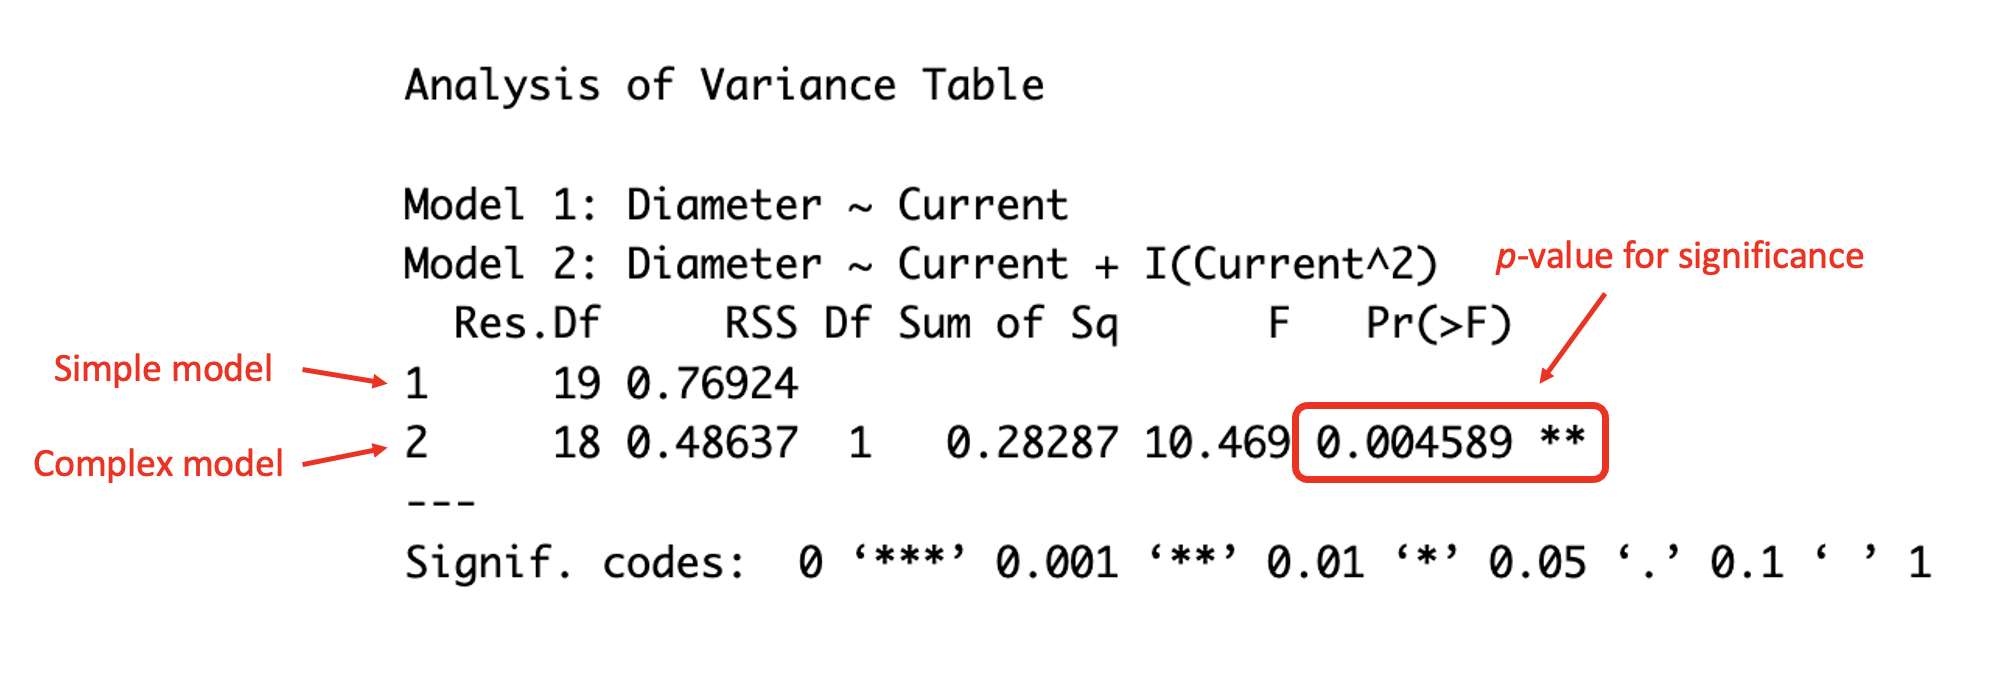 Analysis of Variance Table
Model 1: Diameter ~ Current
Model 2: Diameter ~ Current + I(Current^2)
p-value for significance
Res.Df RSS Df Sum of Sq F Pr(>F)
Simple model
1 19 0.76924
Complex model
2 18 0.48637 1 0.28287 10.469 0.004589 **
---
Signif. codes: 0 ‘***’ 0.001 ‘**’ 0.01 ‘*’ 0.05 ‘.’ 0.1 ‘ ’ 1